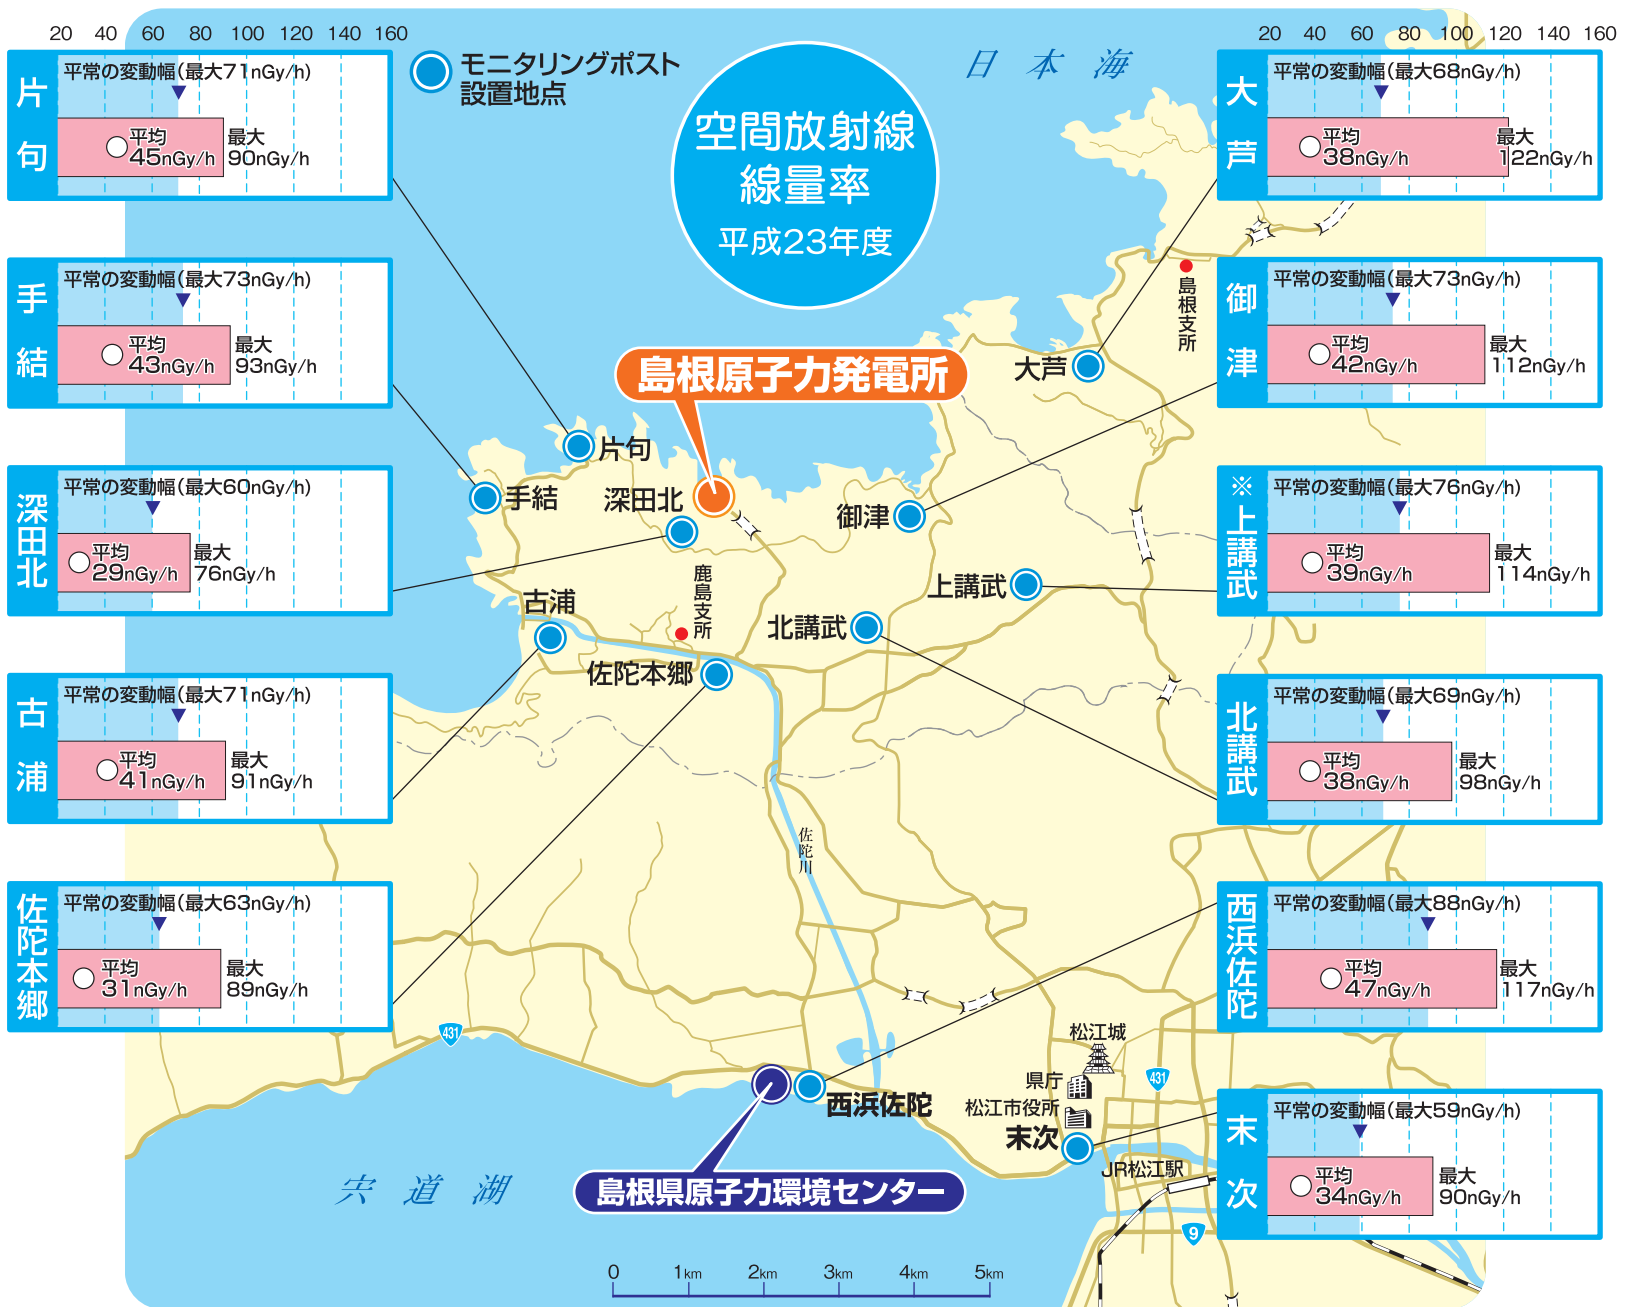 20 40 60 80 100 120 140 160
片句
平常の変動幅(最大71nGy/h)
平均
45nGy/h
最大
90nGy/h
手結
平常の変動幅(最大73nGy/h)
平均
43nGy/h
最大
93nGy/h
深田北
平常の変動幅(最大60nGy/h)
平均
29nGy/h
最大
76nGy/h
古浦
平常の変動幅(最大71nGy/h)
平均
41nGy/h
最大
91nGy/h
佐陀本郷
平常の変動幅(最大63nGy/h)
平均
31nGy/h
最大
89nGy/h
モニタリングポスト
設置地点
空間放射線
線量率
平成23年度
日本海
島根原子力発電所
片句
手結
深田北
古浦
鹿島支所
佐陀本郷
御津
北講武
上講武
大芦
島根支所
佐陀川
431
西浜佐陀
島根県原子力環境センター
宍道湖
松江城
県庁
松江市役所
末次
431
JR松江駅
9
0 1km 2km 3km 4km 5km
20 40 60 80 100 120 140 160
大芦
平常の変動幅(最大68nGy/h)
平均
38nGy/h
最大
122nGy/h
御津
平常の変動幅(最大73nGy/h)
平均
42nGy/h
最大
112nGy/h
※上講武
平常の変動幅(最大76nGy/h)
平均
39nGy/h
最大
114nGy/h
北講武
平常の変動幅(最大69nGy/h)
平均
38nGy/h
最大
98nGy/h
西浜佐陀
平常の変動幅(最大88nGy/h)
平均
47nGy/h
最大
117nGy/h
末次
平常の変動幅(最大59nGy/h)
平均
34nGy/h
最大
90nGy/h